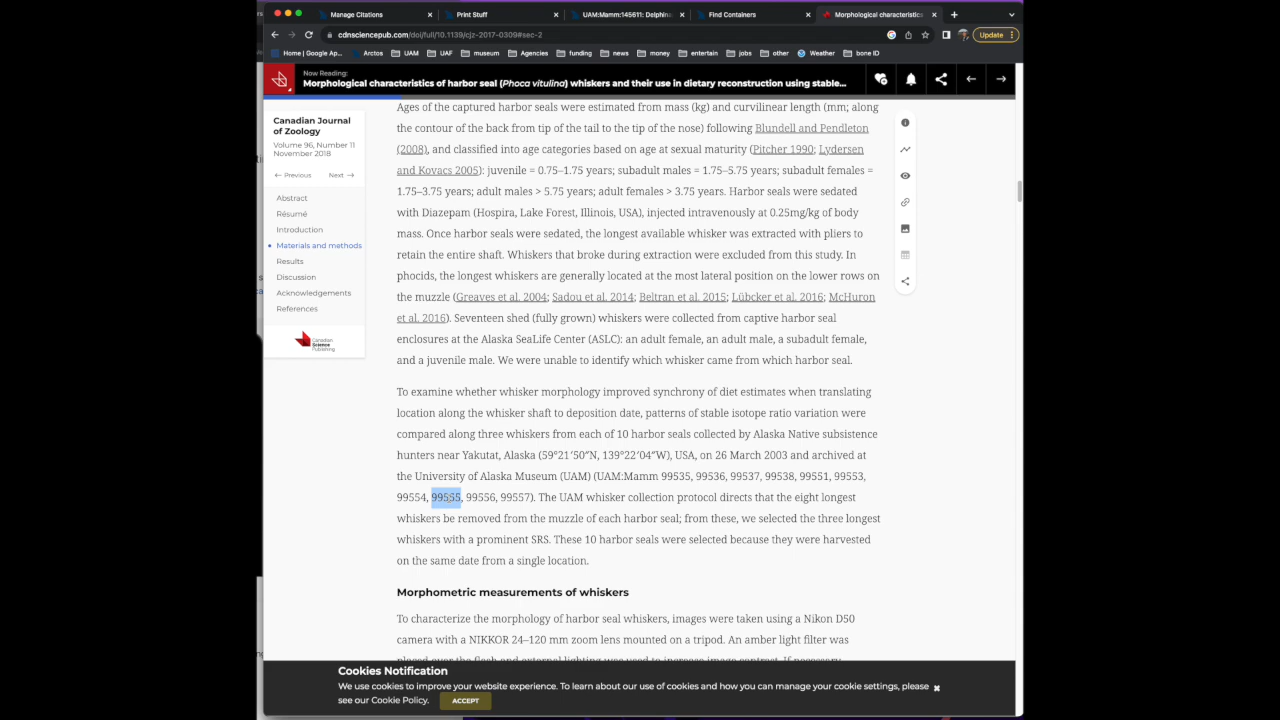 Manage Citations
Print Stuff
UAM:Mamm:145611: Delphina
Find Containers
Morphological characteristics
cdnsciencepub.com/doi/full/10.1139/cjz-2017-0309#sec-2
Update
Home | Google Ap...
Arctos
UAM
UAF
museum
Agencies
funding
news
money
entertain
jobs
other
Weather
bone ID
Now Reading:
Morphological characteristics of harbor seal (Phoca vitulina) whiskers and their use in dietary reconstruction using stable...
Canadian Journal
of Zoology
Volume 96, Number 11
November 2018
← Previous Next →
Abstract
Résumé
Introduction
Materials and methods
Results
Discussion
Acknowledgements
References
Canadian
Science
Publishing
Ages of the captured harbor seals were estimated from mass (kg) and curvilinear length (mm; along
the contour of the back from tip of the tail to the tip of the nose) following Blundell and Pendleton
(2008), and classified into age categories based on age at sexual maturity (Pitcher 1990; Lydersen
and Kovacs 2005): juvenile = 0.75–1.75 years; subadult males = 1.75–5.75 years; subadult females =
1.75–3.75 years; adult males > 5.75 years; adult females > 3.75 years. Harbor seals were sedated
with Diazepam (Hospira, Lake Forest, Illinois, USA), injected intravenously at 0.25mg/kg of body
mass. Once harbor seals were sedated, the longest available whisker was extracted with pliers to
retain the entire shaft. Whiskers that broke during extraction were excluded from this study. In
phocids, the longest whiskers are generally located at the most lateral position on the lower rows on
the muzzle (Greaves et al. 2004; Sadou et al. 2014; Beltran et al. 2015; Lübcker et al. 2016; McHuron
et al. 2016). Seventeen shed (fully grown) whiskers were collected from captive harbor seal
enclosures at the Alaska SeaLife Center (ASLC): an adult female, an adult male, a subadult female,
and a juvenile male. We were unable to identify which whisker came from which harbor seal.
To examine whether whisker morphology improved synchrony of diet estimates when translating
location along the whisker shaft to deposition date, patterns of stable isotope ratio variation were
compared along three whiskers from each of 10 harbor seals collected by Alaska Native subsistence
hunters near Yakutat, Alaska (59°21′50″N, 139°22′04″W), USA, on 26 March 2003 and archived at
the University of Alaska Museum (UAM) (UAM:Mamm 99535, 99536, 99537, 99538, 99551, 99553,
99554, 99555, 99556, 99557). The UAM whisker collection protocol directs that the eight longest
whiskers be removed from the muzzle of each harbor seal; from these, we selected the three longest
whiskers with a prominent SRS. These 10 harbor seals were selected because they were harvested
on the same date from a single location.
Morphometric measurements of whiskers
To characterize the morphology of harbor seal whiskers, images were taken using a Nikon D50
camera with a NIKKOR 24–120 mm zoom lens mounted on a tripod. An amber light filter was
Cookies Notification
We use cookies to improve your website experience. To learn about our use of cookies and how you can manage your cookie settings, please
see our Cookie Policy.
ACCEPT